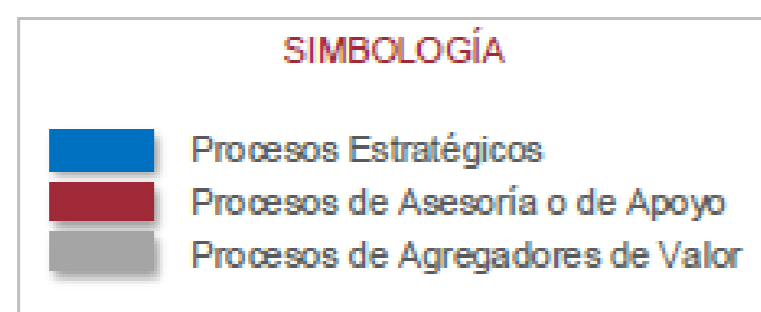 SIMBOLOGÍA
Procesos Estratégicos
Procesos de Asesoría o de Apoyo
Procesos de Agregadores de Valor